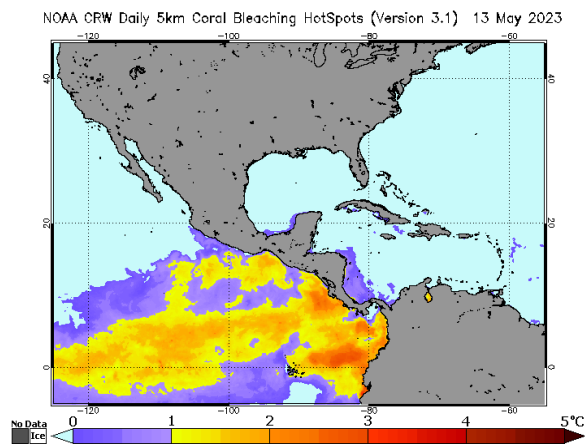 NOAA CRW Daily 5km Coral Bleaching HotSpots (Version 3.1) 13 May 2023
-120 -100 -80 -60
40 40
20 20
0 0
-120 -100 -80 -60
No Data
Ice 0 1 2 3 4 5°C